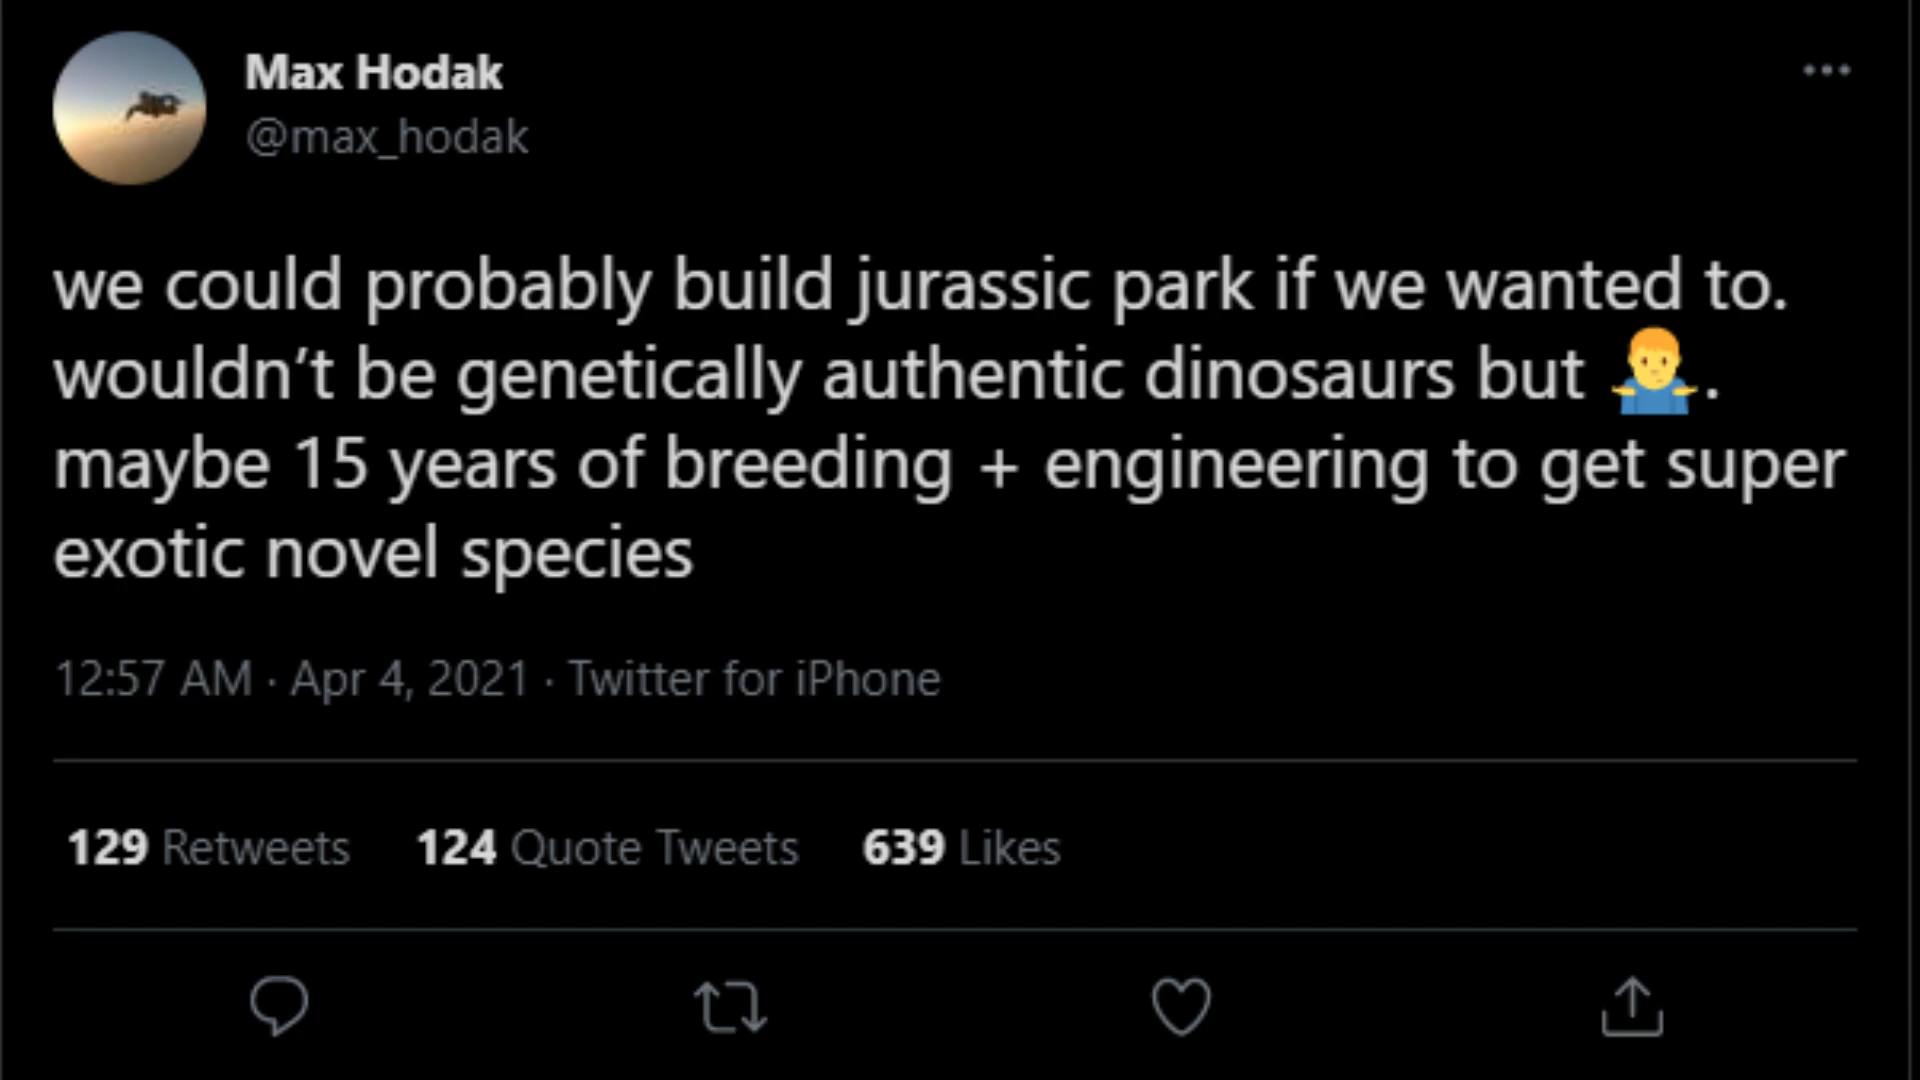 Max Hodak
@max_hodak
we could probably build jurassic park if we wanted to.
wouldn’t be genetically authentic dinosaurs but 🤷‍♂️.
maybe 15 years of breeding + engineering to get super
exotic novel species
12:57 AM · Apr 4, 2021 · Twitter for iPhone
129 Retweets 124 Quote Tweets 639 Likes